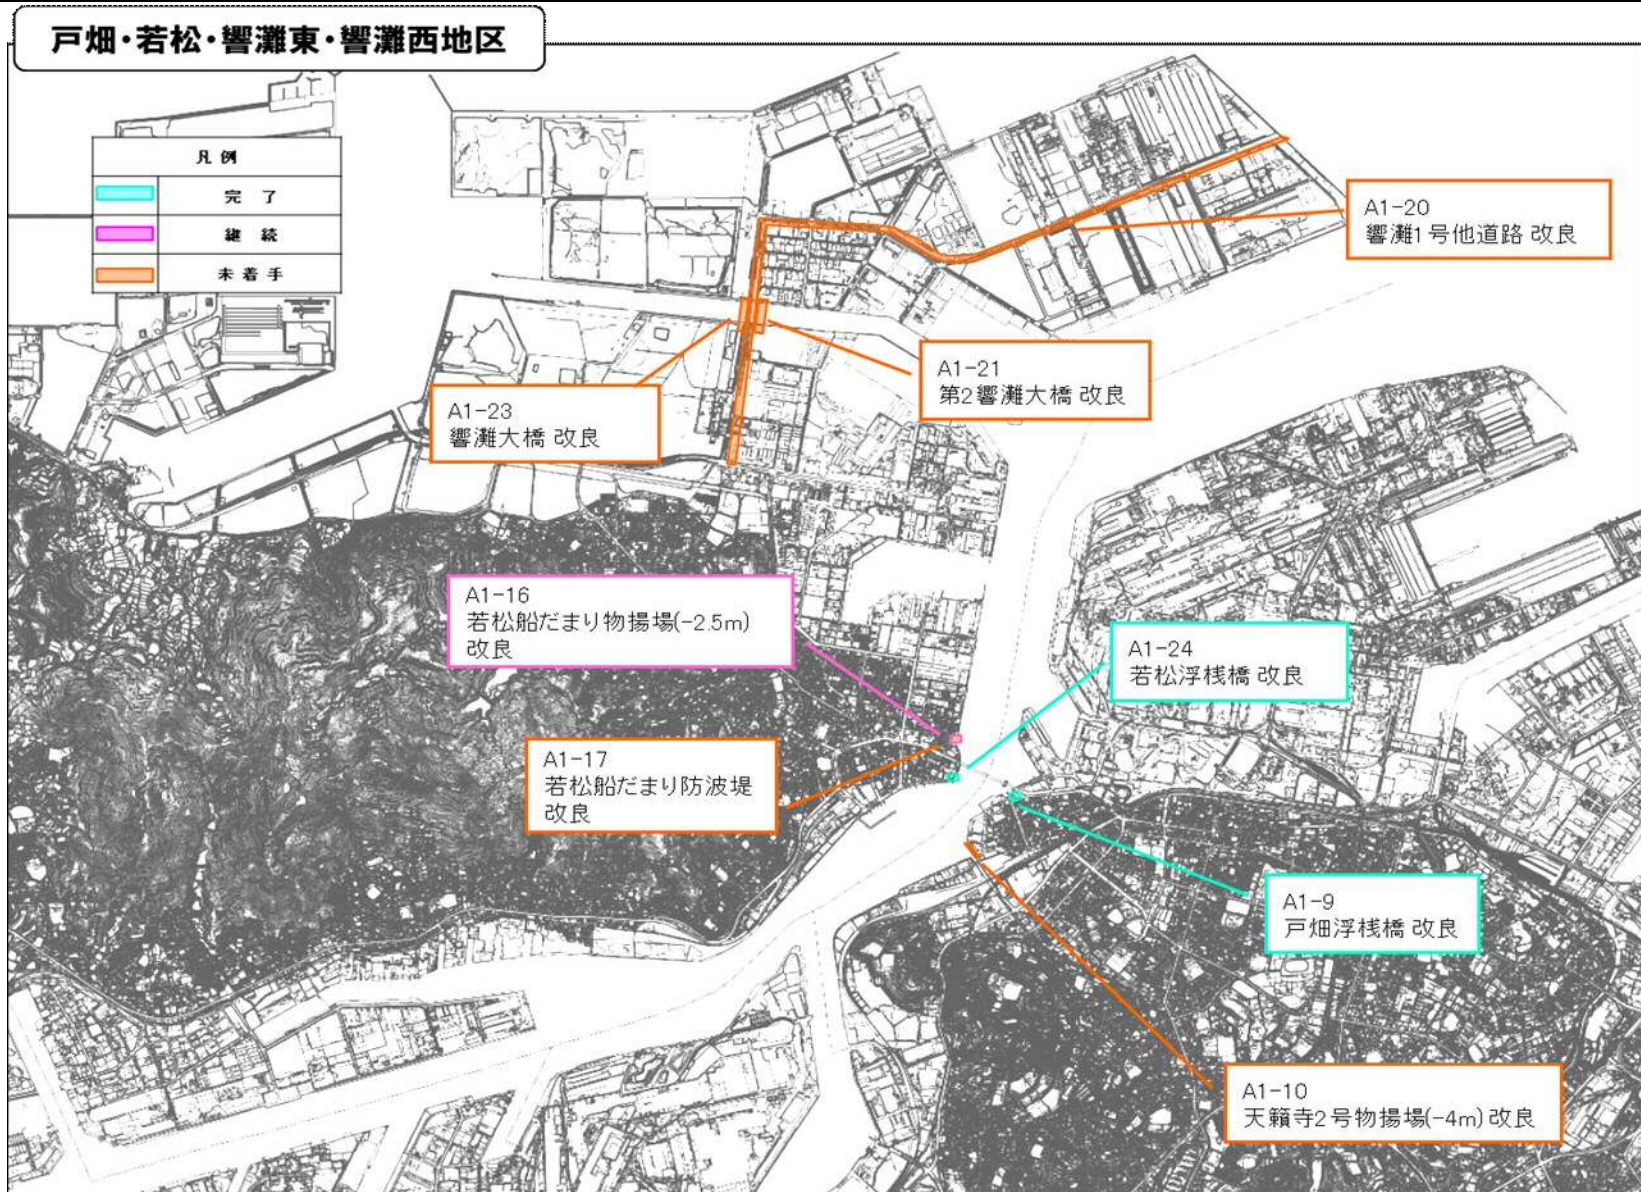 戸畑・若松・響灘東・響灘西地区
凡例
完了
継続
未着手
A1-20
響灘1号他道路 改良
A1-21
第2響灘大橋 改良
A1-23
響灘大橋 改良
A1-16
若松船だまり物揚場(-2.5m)
改良
A1-24
若松浮桟橋 改良
A1-17
若松船だまり防波堤
改良
A1-9
戸畑浮桟橋 改良
A1-10
天籟寺2号物揚場(-4m) 改良